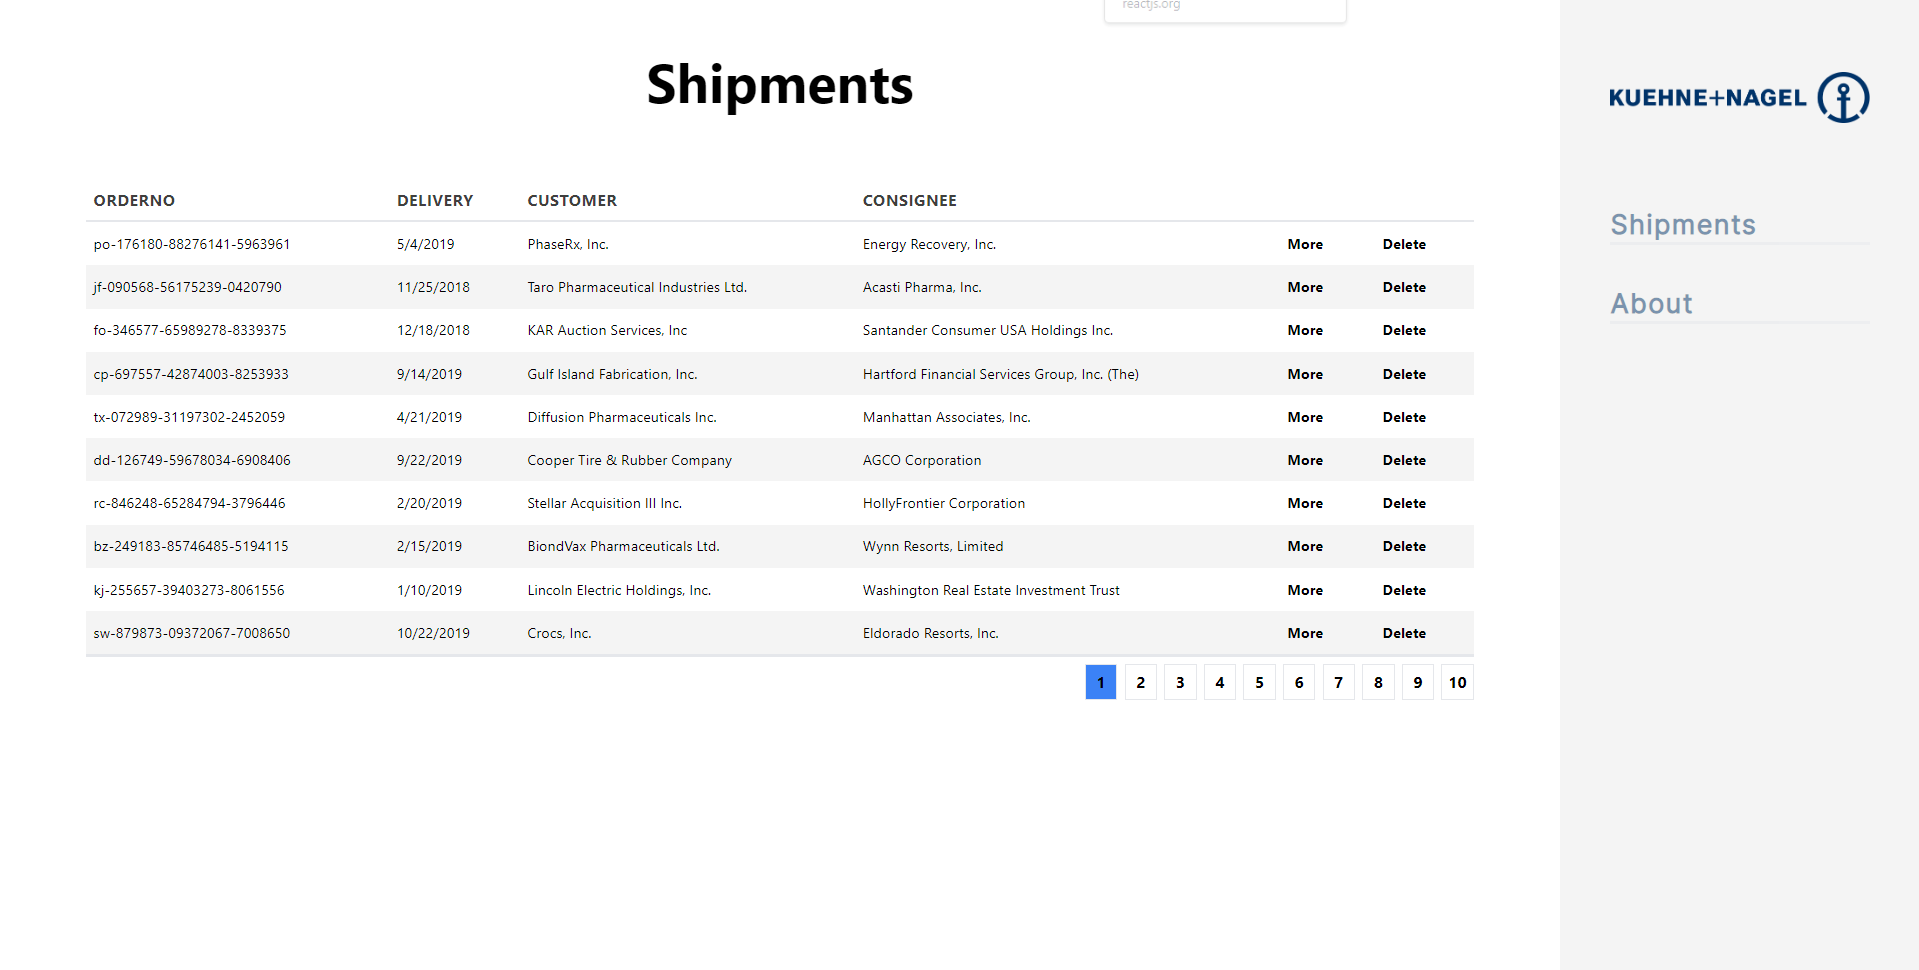 reactjs.org
Shipments
KUEHNE+NAGEL
Shipments
About
ORDERNO DELIVERY CUSTOMER CONSIGNEE
po-176180-88276141-5963961 5/4/2019 PhaseRx, Inc. Energy Recovery, Inc. More Delete
jf-090568-56175239-0420790 11/25/2018 Taro Pharmaceutical Industries Ltd. Acasti Pharma, Inc. More Delete
fo-346577-65989278-8339375 12/18/2018 KAR Auction Services, Inc Santander Consumer USA Holdings Inc. More Delete
cp-697557-42874003-8253933 9/14/2019 Gulf Island Fabrication, Inc. Hartford Financial Services Group, Inc. (The) More Delete
tx-072989-31197302-2452059 4/21/2019 Diffusion Pharmaceuticals Inc. Manhattan Associates, Inc. More Delete
dd-126749-59678034-6908406 9/22/2019 Cooper Tire & Rubber Company AGCO Corporation More Delete
rc-846248-65284794-3796446 2/20/2019 Stellar Acquisition III Inc. HollyFrontier Corporation More Delete
bz-249183-85746485-5194115 2/15/2019 BiondVax Pharmaceuticals Ltd. Wynn Resorts, Limited More Delete
kj-255657-39403273-8061556 1/10/2019 Lincoln Electric Holdings, Inc. Washington Real Estate Investment Trust More Delete
sw-879873-09372067-7008650 10/22/2019 Crocs, Inc. Eldorado Resorts, Inc. More Delete
1 2 3 4 5 6 7 8 9 10